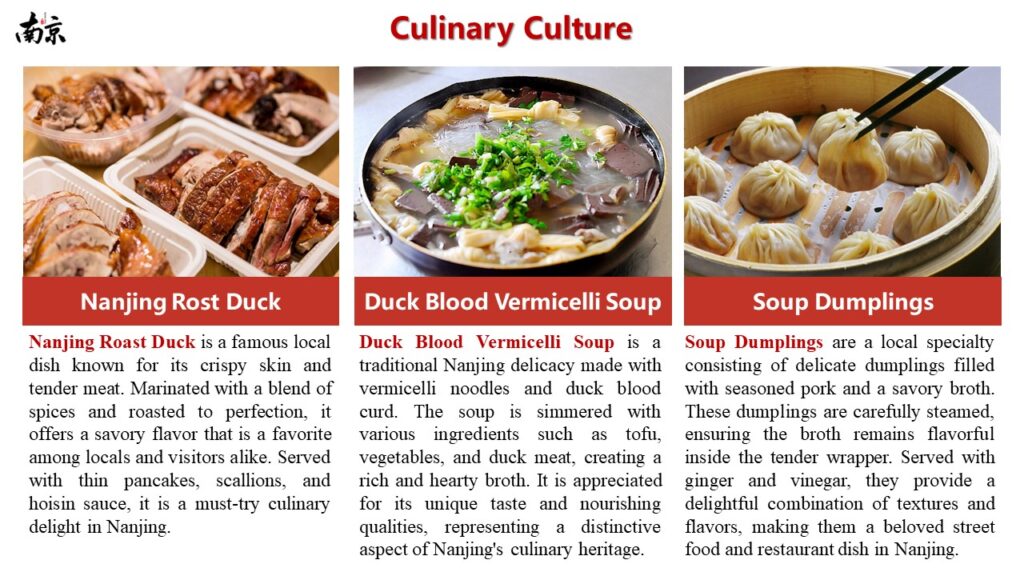 南京
Culinary Culture
Nanjing Rost Duck
Nanjing Roast Duck is a famous local
dish known for its crispy skin and
tender meat. Marinated with a blend of
spices and roasted to perfection, it
offers a savory flavor that is a favorite
among locals and visitors alike. Served
with thin pancakes, scallions, and
hoisin sauce, it is a must-try culinary
delight in Nanjing.
Duck Blood Vermicelli Soup
Duck Blood Vermicelli Soup is a
traditional Nanjing delicacy made with
vermicelli noodles and duck blood
curd. The soup is simmered with
various ingredients such as tofu,
vegetables, and duck meat, creating a
rich and hearty broth. It is appreciated
for its unique taste and nourishing
qualities, representing a distinctive
aspect of Nanjing's culinary heritage.
Soup Dumplings
Soup Dumplings are a local specialty
consisting of delicate dumplings filled
with seasoned pork and a savory broth.
These dumplings are carefully steamed,
ensuring the broth remains flavorful
inside the tender wrapper. Served with
ginger and vinegar, they provide a
delightful combination of textures and
flavors, making them a beloved street
food and restaurant dish in Nanjing.